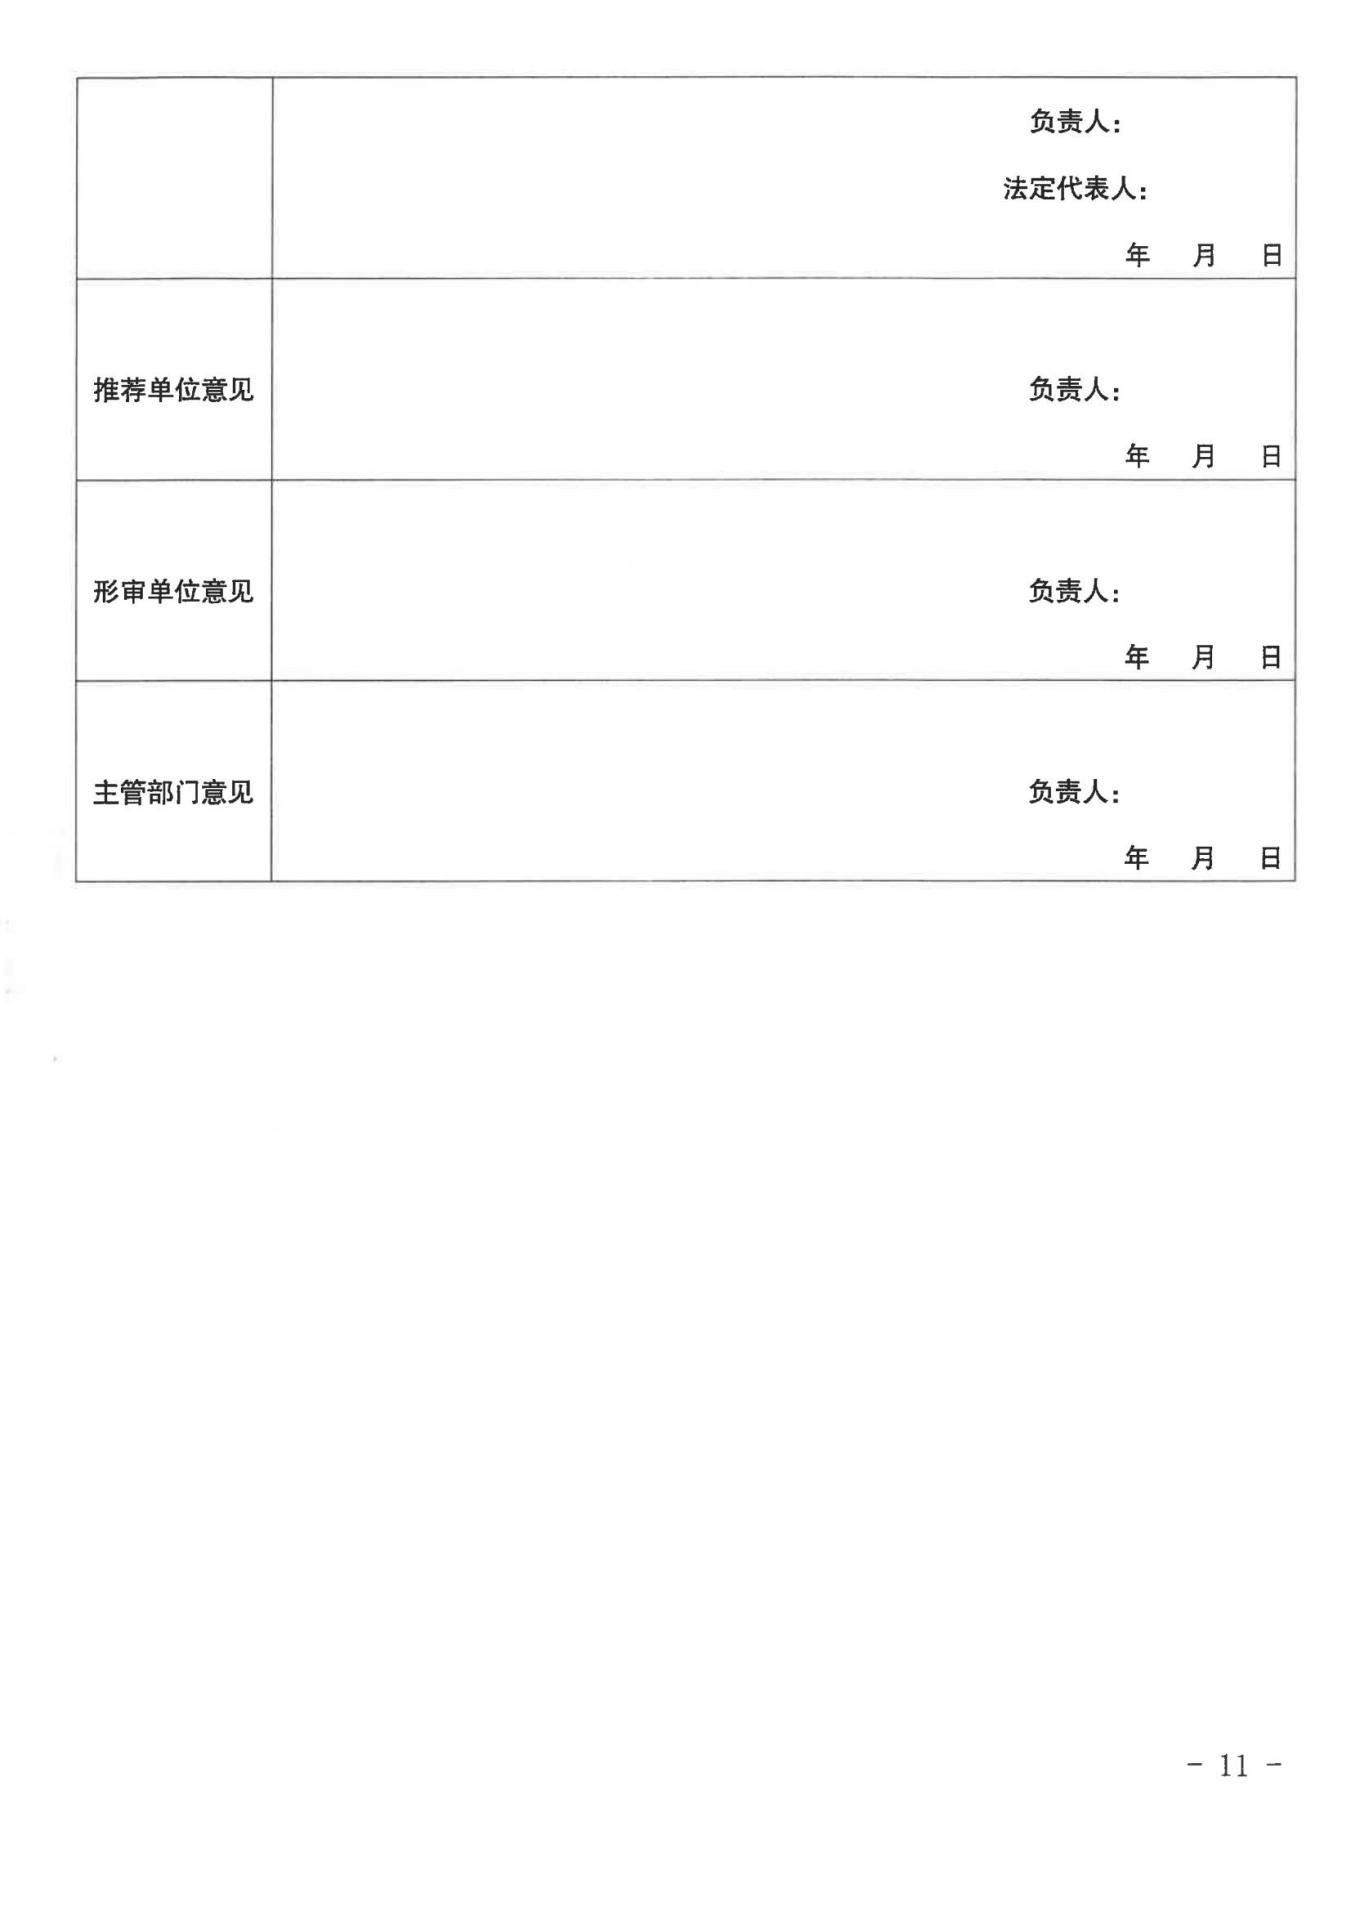 负责人：
法定代表人：
年 月 日
推荐单位意见 负责人：
年 月 日
形审单位意见 负责人：
年 月 日
主管部门意见 负责人：
年 月 日
- 11 -